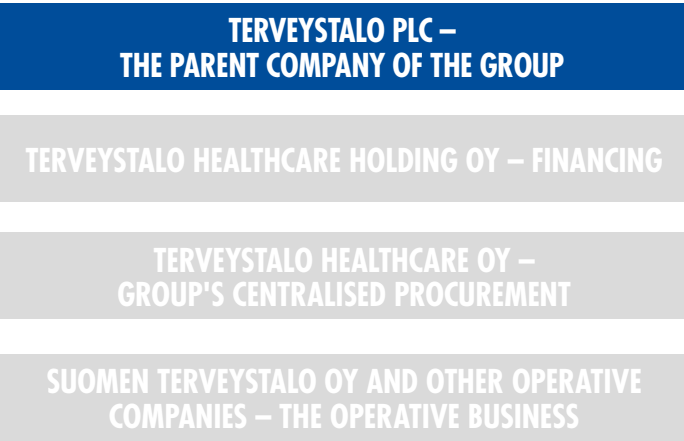 TERVEYSTALO PLC –
THE PARENT COMPANY OF THE GROUP
TERVEYSTALO HEALTHCARE HOLDING OY – FINANCING
TERVEYSTALO HEALTHCARE OY –
GROUP'S CENTRALISED PROCUREMENT
SUOMEN TERVEYSTALO OY AND OTHER OPERATIVE
COMPANIES – THE OPERATIVE BUSINESS